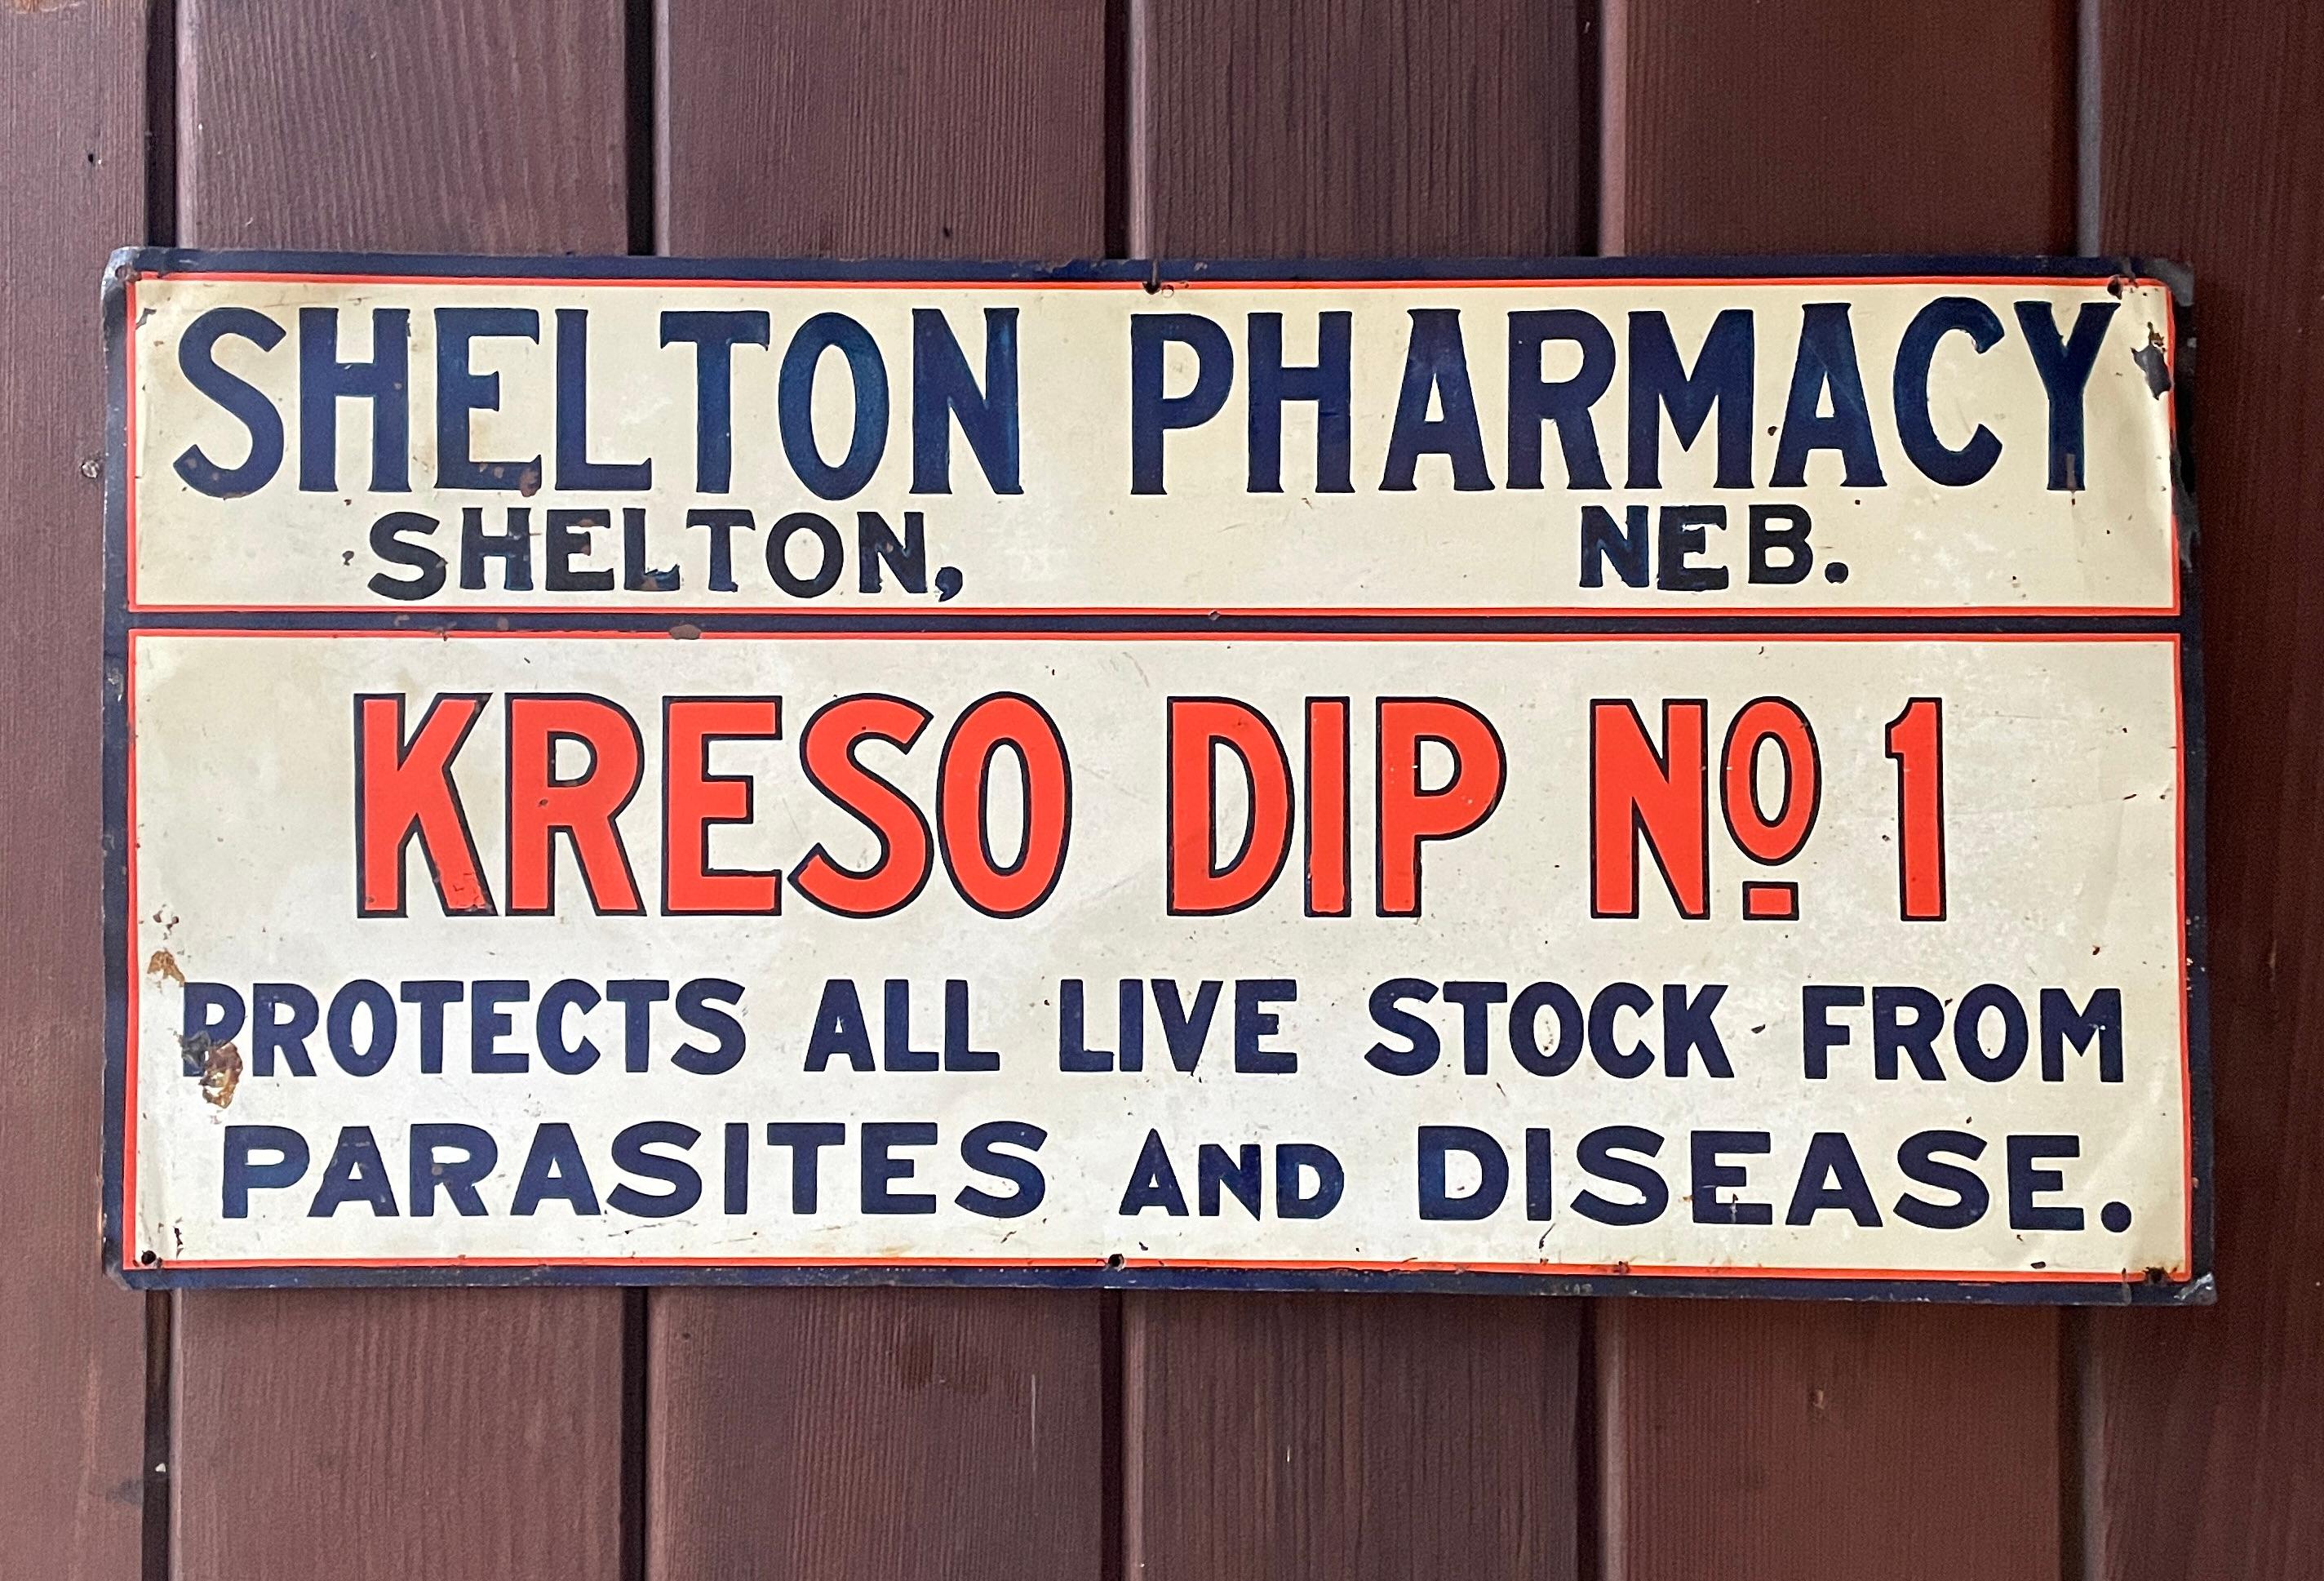 SHELTON PHARMACY
SHELTON, NEB.
KRESO DIP Nº 1
PROTECTS ALL LIVE STOCK FROM
PARASITES AND DISEASE.